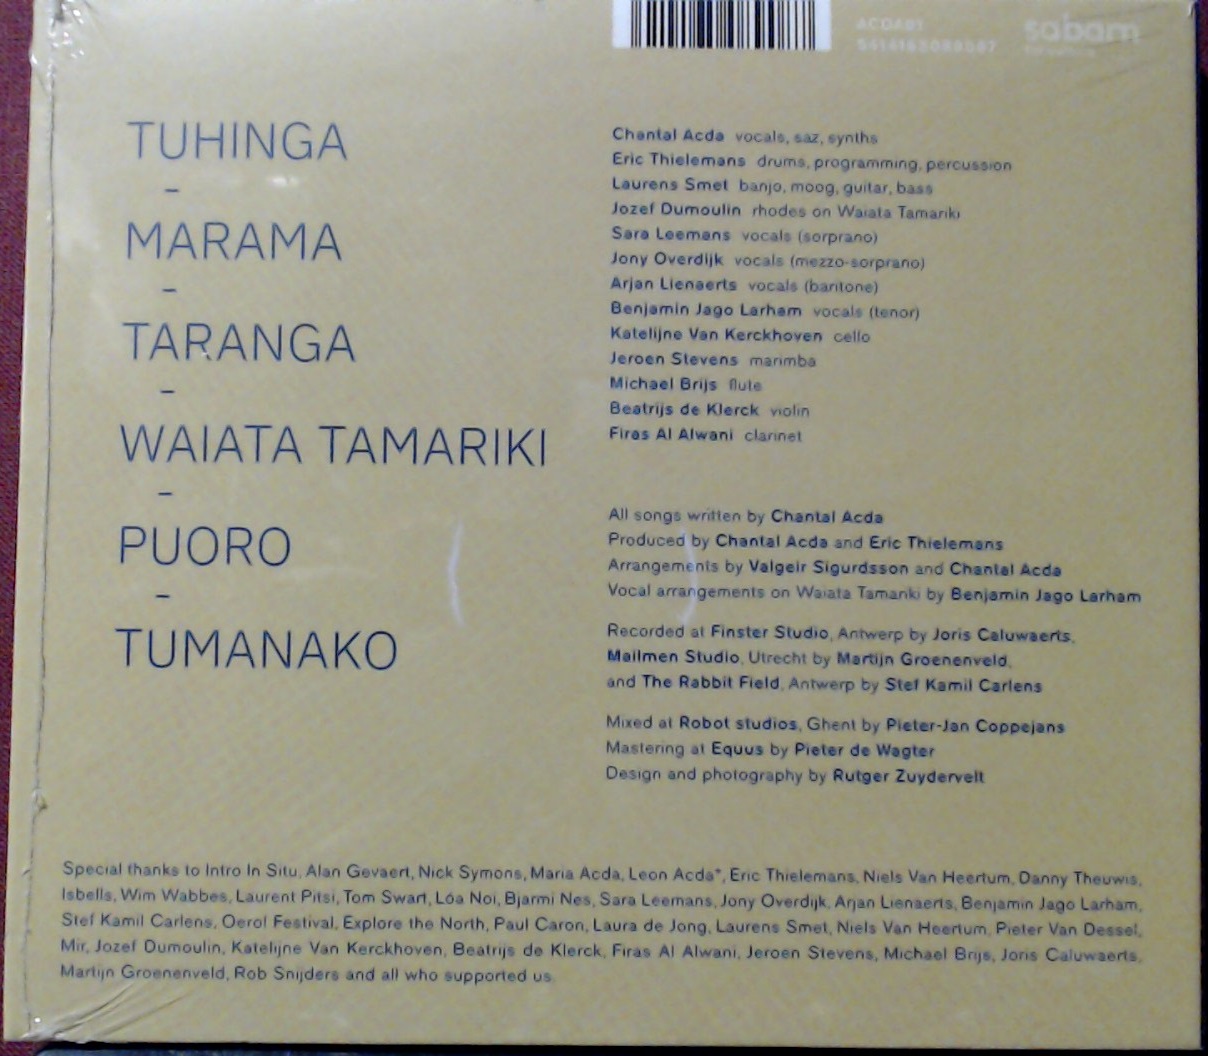 ACDA01
sabam
TUHINGA
-
MARAMA
-
TARANGA
-
WAIATA TAMARIKI
-
PUORO
-
TUMANAKO
Chantal Acda vocals, saz, synths
Eric Thielemans drums, programming, percussion
Laurens Smet banjo, moog, guitar, bass
Jozef Dumoulin rhodes on Waiata Tamariki
Sara Leemans vocals (sorprano)
Jony Overdijk vocals (mezzo-sorprano)
Arjan Lienaerts vocals (baritone)
Benjamin Jago Larham vocals (tenor)
Katelijne Van Kerckhoven cello
Jeroen Stevens marimba
Michael Brijs flute
Beatrijs de Klerck violin
Firas Al Alwani clarinet
All songs written by Chantal Acda
Produced by Chantal Acda and Eric Thielemans
Arrangements by Valgeir Sigurdsson and Chantal Acda
Vocal arrangements on Waiata Tamariki by Benjamin Jago Larham
Recorded at Finster Studio, Antwerp by Joris Caluwaerts,
Mailmen Studio, Utrecht by Martijn Groenenveld,
and The Rabbit Field, Antwerp by Stef Kamil Carlens
Mixed at Robot studios, Ghent by Pieter-Jan Coppejans
Mastering at Equus by Pieter de Wagter
Design and photography by Rutger Zuydervelt
Special thanks to Intro In Situ, Alan Gevaert, Nick Symons, Maria Acda, Leon Acda*, Eric Thielemans, Niels Van Heertum, Danny Theuwis,
Isbells, Wim Wabbes, Laurent Pitsi, Tom Swart, Lóa Noi, Bjarmi Nes, Sara Leemans, Jony Overdijk, Arjan Lienaerts, Benjamin Jago Larham,
Stef Kamil Carlens, Oerol Festival, Explore the North, Paul Caron, Laura de Jong, Laurens Smet, Niels Van Heertum, Pieter Van Dessel,
Mir, Jozef Dumoulin, Katelijne Van Kerckhoven, Beatrijs de Klerck, Firas Al Alwani, Jeroen Stevens, Michael Brijs, Joris Caluwaerts,
Martijn Groenenveld, Rob Snijders and all who supported us.